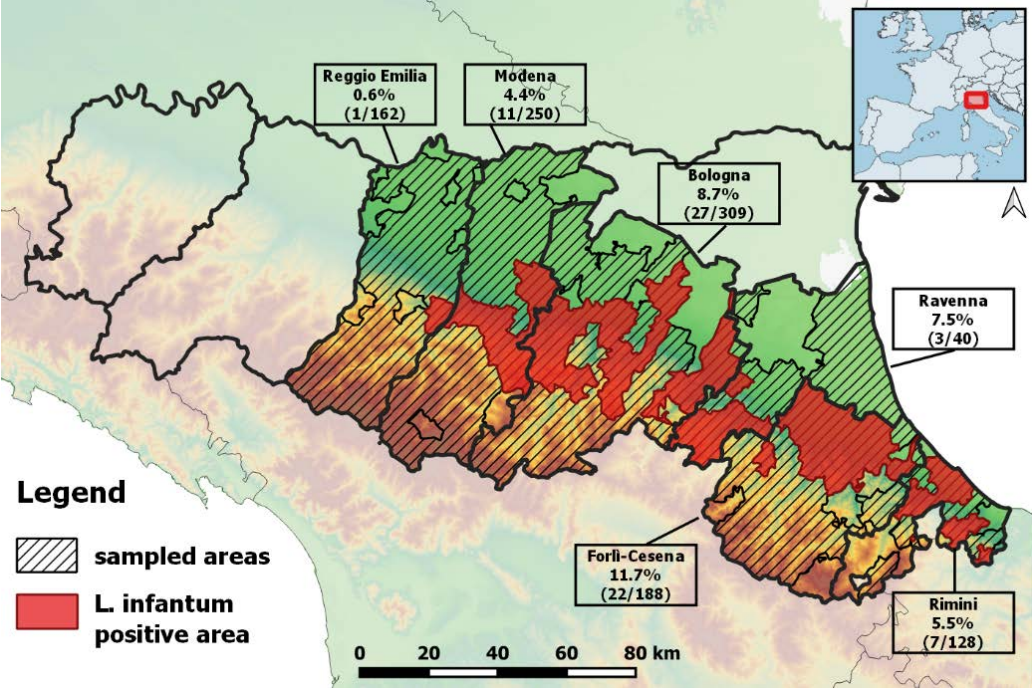 Reggio Emilia
0.6%
(1/162)
Modena
4.4%
(11/250)
Bologna
8.7%
(27/309)
Ravenna
7.5%
(3/40)
Forlì-Cesena
11.7%
(22/188)
Rimini
5.5%
(7/128)
Legend
sampled areas
L. infantum
positive area
0 20 40 60 80 km